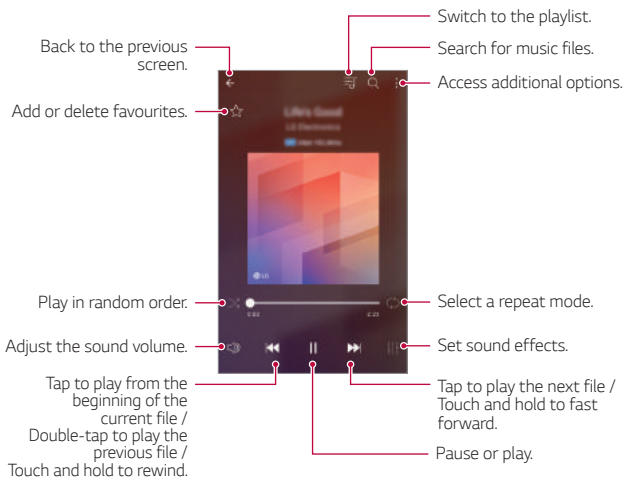 Switch to the playlist.
Back to the previous
screen.
Search for music files.
Access additional options.
Add or delete favourites.
Life's Good
LG Electronics
LG
Play in random order.
Select a repeat mode.
0:02
Adjust the sound volume.
Set sound effects.
Tap to play from the
beginning of the
current file /
Double-tap to play the
previous file /
Touch and hold to rewind.
Tap to play the next file /
Touch and hold to fast
forward.
Pause or play.